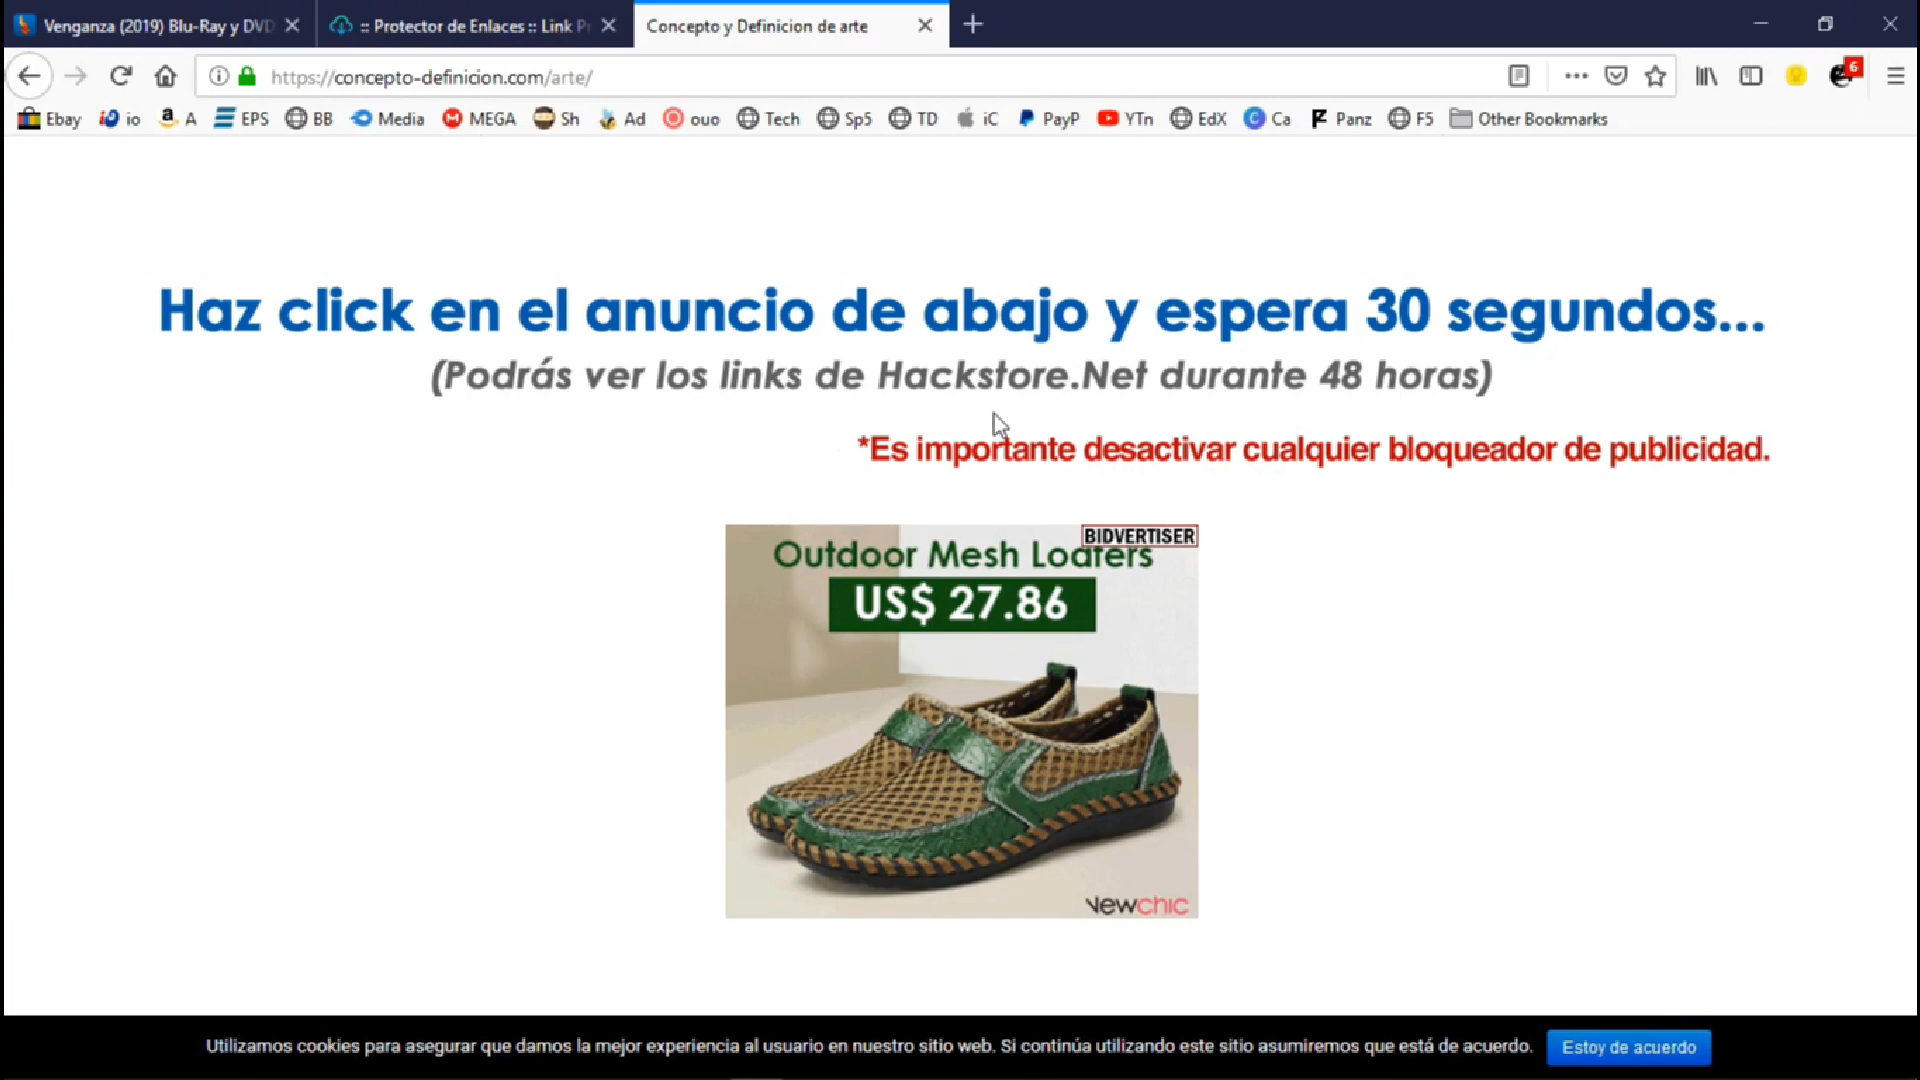 Venganza (2019) Blu-Ray y DVD
:: Protector de Enlaces :: Link P
Concepto y Definicion de arte
https://concepto-definicion.com/arte/
6
Ebay
io
A
EPS
BB
Media
MEGA
Sh
Ad
ouo
Tech
Sp5
TD
iC
PayP
YTn
EdX
Ca
Panz
F5
Other Bookmarks
Haz click en el anuncio de abajo y espera 30 segundos...
(Podrás ver los links de Hackstore.Net durante 48 horas)
*Es importante desactivar cualquier bloqueador de publicidad.
BIDVERTISER
Outdoor Mesh Loafers
US$ 27.86
Newchic
Utilizamos cookies para asegurar que damos la mejor experiencia al usuario en nuestro sitio web. Si continúa utilizando este sitio asumiremos que está de acuerdo.
Estoy de acuerdo